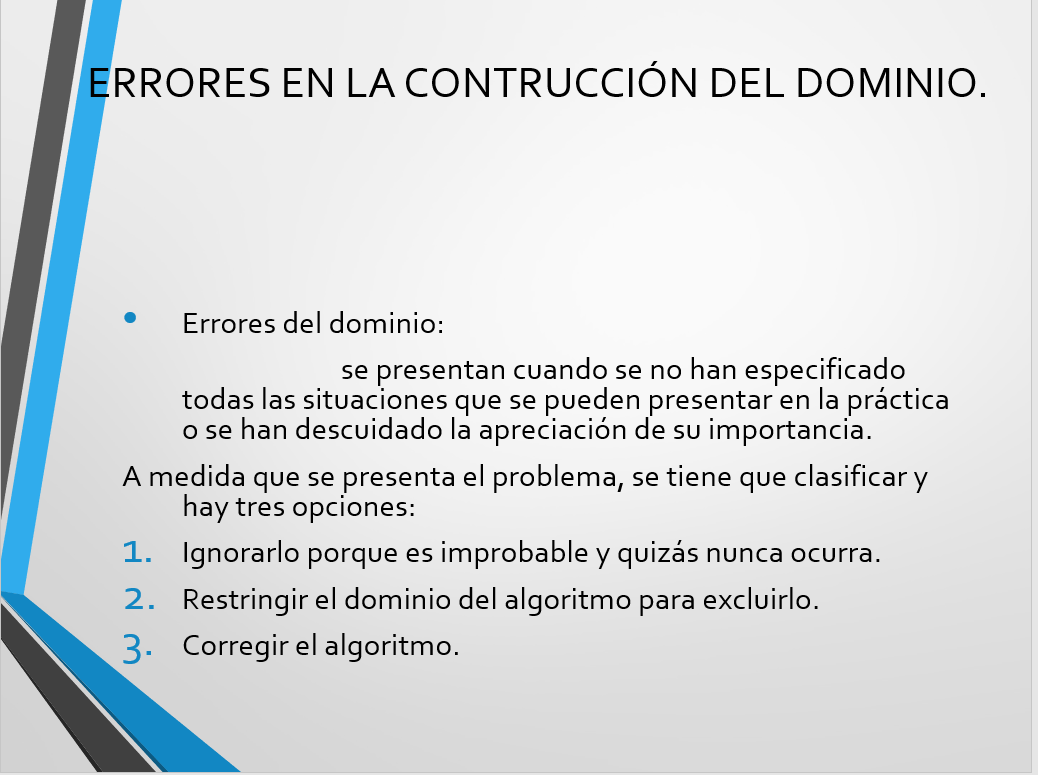 ERRORES EN LA CONTRUCCIÓN DEL DOMINIO.
• Errores del dominio:
se presentan cuando se no han especificado
todas las situaciones que se pueden presentar en la práctica
o se han descuidado la apreciación de su importancia.
A medida que se presenta el problema, se tiene que clasificar y
hay tres opciones:
1. Ignorarlo porque es improbable y quizás nunca ocurra.
2. Restringir el dominio del algoritmo para excluirlo.
3. Corregir el algoritmo.